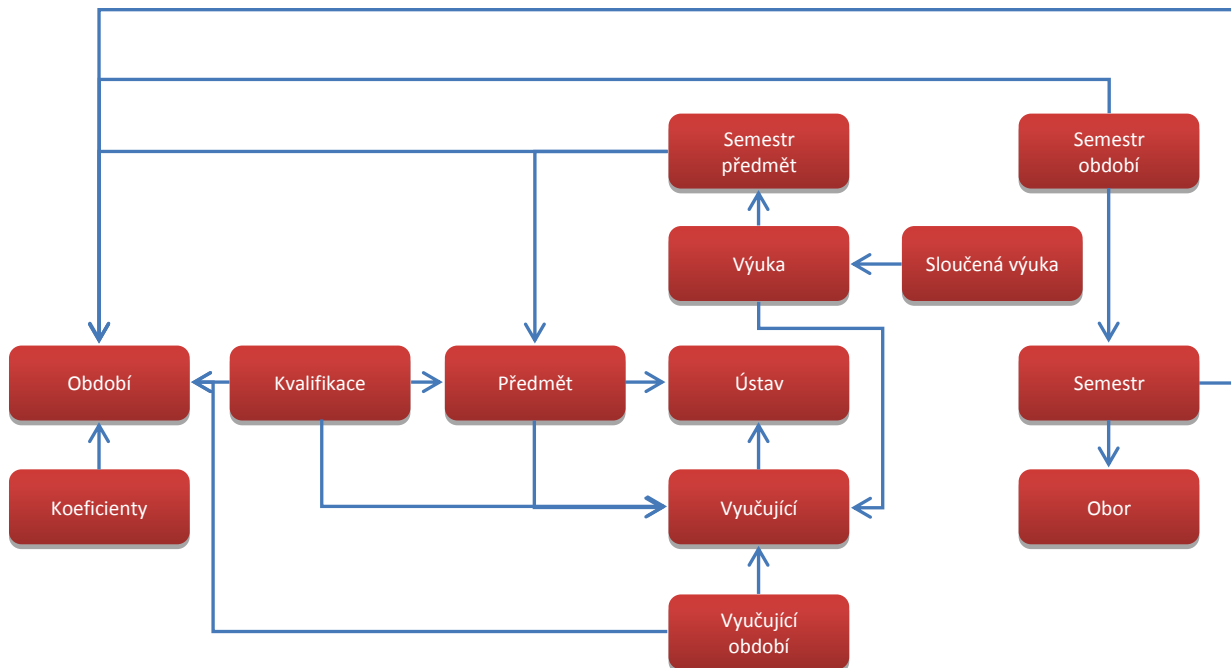 Semestr
předmět
Semestr
období
Výuka
Sloučená výuka
Období
Kvalifikace
Předmět
Ústav
Semestr
Koeficienty
Vyučující
Obor
Vyučující
období